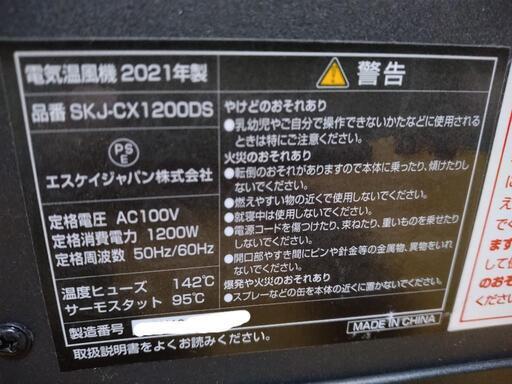 電気温風機 2021年製
品番 SKJ-CX1200DS
PS
E
エスケイジャパン株式会社
定格電圧 AC100V
定格消費電力 1200W
定格周波数 50Hz/60Hz
温度ヒューズ 142℃
サーモスタット 95℃
製造番号
取扱説明書をよくお読みください。
警告
やけどのおそれあり
●乳幼児やご自分で操作できないかたなどに使用される
ときは特にご注意ください。
火災のおそれあり
●転倒のおそれがありますので本体に乗ったり、傾けたりし
ないでください。
●燃えやすい物の近くで使用しないでください。
●就寝中は使用しないでください。
●電源コードを傷つけたり、束ねたり、重いものを乗せたり
しないでください。
●開口部やすき間にピンや針金等の金属物、異物をいれ
ないでください。
爆発や火災のおそれあり
●スプレーなどの缶を本体の近くに置かないでください。
MADE IN CHINA